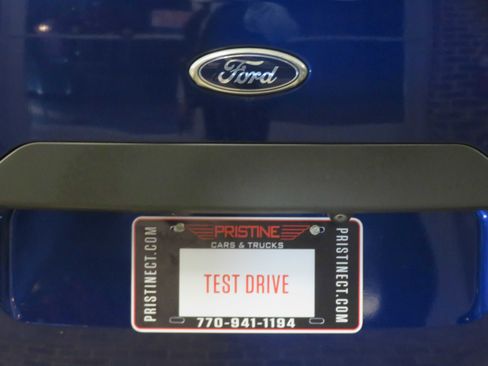 Ford
PRISTINE
CARS & TRUCKS
PRISTINECT.COM
TEST DRIVE
PRISTINECT.COM
770-941-1194